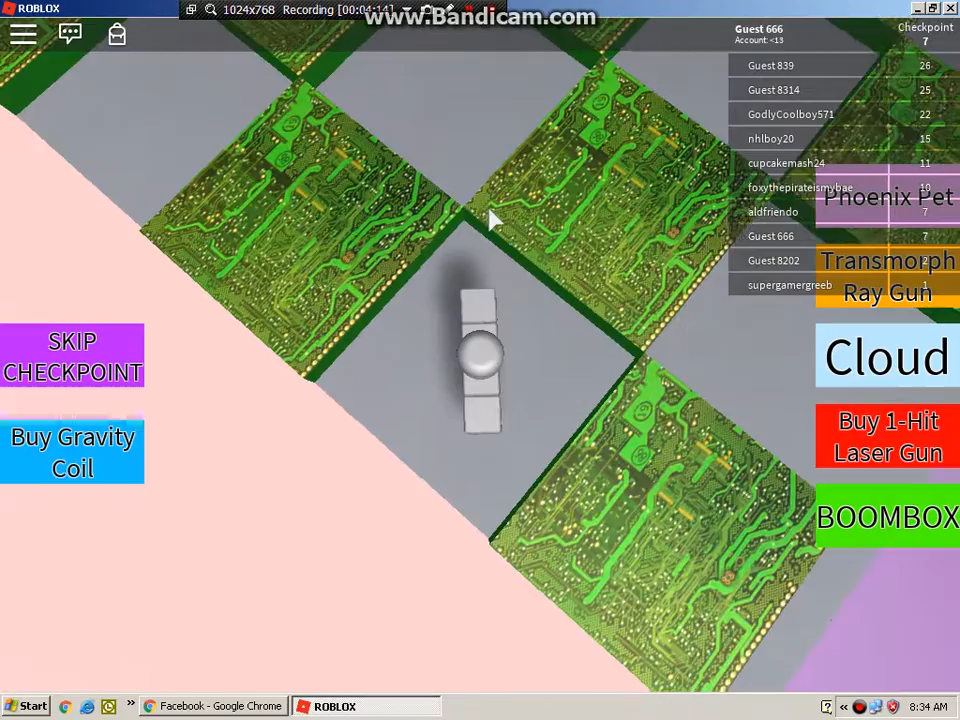 ROBLOX
1024x768 Recording [00:04:14]
www.Bandicam.com
Guest 666
Account: <13
Checkpoint
7
Guest 839 26
Guest 8314 25
GodlyCoolboy571 22
nhlboy20 15
cupcakemash24 11
foxythepirateismybae 10
aldfriendo 7
Guest 666 7
Guest 8202 2
supergamergreeb 1
Phoenix Pet
Transmorph
Ray Gun
SKIP
CHECKPOINT
Cloud
Buy Gravity
Coil
Buy 1-Hit
Laser Gun
BOOMBOX
Start
Facebook - Google Chrome
ROBLOX
8:34 AM